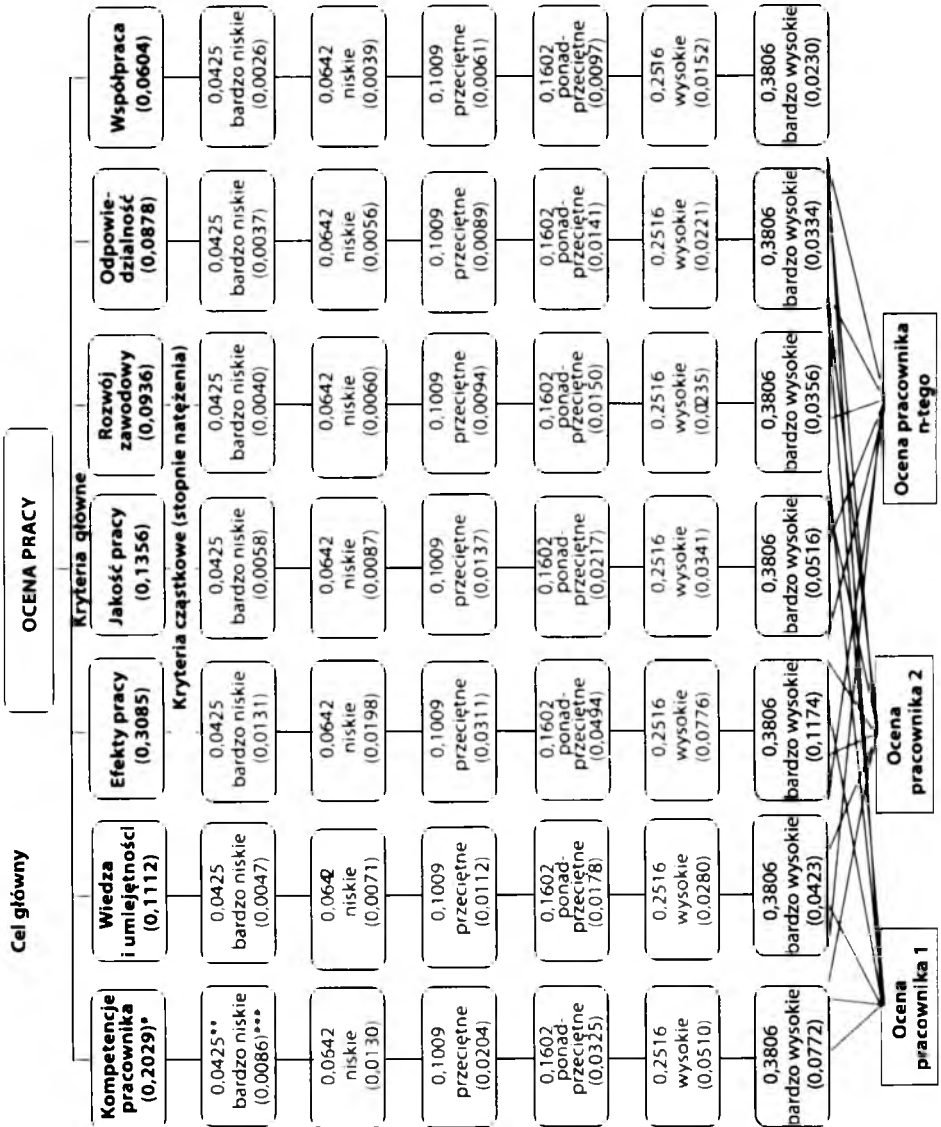 Cel główny
OCENA PRACY
Kryteria główne
Kompetencje
pracownika
(0,2029)*
Wiedza
i umiejętności
(0,1112)
Efekty pracy
(0,3085)
Jakość pracy
(0,1356)
Rozwój
zawodowy
(0,0936)
Odpowie-
dzialność
(0,0878)
Współpraca
(0,0604)
Kryteria cząstkowe (stopnie natężenia)
0,0425**
bardzo niskie
(0,0086)***
0,0425
bardzo niskie
(0,0047)
0,0425
bardzo niskie
(0,0131)
0,0425
bardzo niskie
(0,0058)
0,0425
bardzo niskie
(0,0040)
0,0425
bardzo niskie
(0,0037)
0,0425
bardzo niskie
(0,0026)
0,0642
niskie
(0,0130)
0,0642
niskie
(0,0071)
0,0642
niskie
(0,0198)
0,0642
niskie
(0,0087)
0,0642
niskie
(0,0060)
0,0642
niskie
(0,0056)
0,0642
niskie
(0,0039)
0,1009
przeciętne
(0,0204)
0,1009
przeciętne
(0,0112)
0,1009
przeciętne
(0,0311)
0,1009
przeciętne
(0,0137)
0,1009
przeciętne
(0,0094)
0,1009
przeciętne
(0,0089)
0,1009
przeciętne
(0,0061)
0,1602
ponad-
przeciętne
(0,0325)
0,1602
ponad-
przeciętne
(0,0178)
0,1602
ponad-
przeciętne
(0,0494)
0,1602
ponad-
przeciętne
(0,0217)
0,1602
ponad-
przeciętne
(0,0150)
0,1602
ponad-
przeciętne
(0,0141)
0,1602
ponad-
przeciętne
(0,0097)
0,2516
wysokie
(0,0510)
0,2516
wysokie
(0,0280)
0,2516
wysokie
(0,0776)
0,2516
wysokie
(0,0341)
0,2516
wysokie
(0,0235)
0,2516
wysokie
(0,0221)
0,2516
wysokie
(0,0152)
0,3806
bardzo wysokie
(0,0772)
0,3806
bardzo wysokie
(0,0423)
0,3806
bardzo wysokie
(0,1174)
0,3806
bardzo wysokie
(0,0516)
0,3806
bardzo wysokie
(0,0356)
0,3806
bardzo wysokie
(0,0334)
0,3806
bardzo wysokie
(0,0230)
Ocena
pracownika 1
Ocena
pracownika 2
Ocena pracownika
n-tego